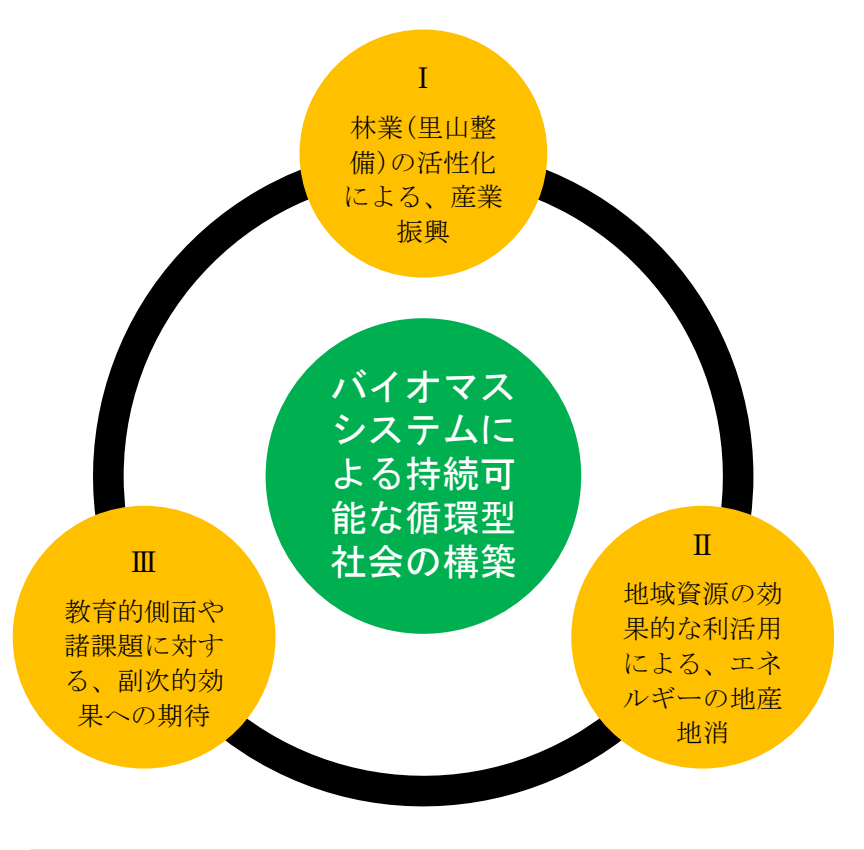 Ⅰ
林業(里山整
備)の活性化
による、産業
振興
バイオマス
システムに
よる持続可
能な循環型
社会の構築
Ⅱ
地域資源の効
果的な利活用
による、エネ
ルギーの地産
地消
Ⅲ
教育的側面や
諸課題に対す
る、副次的効
果への期待